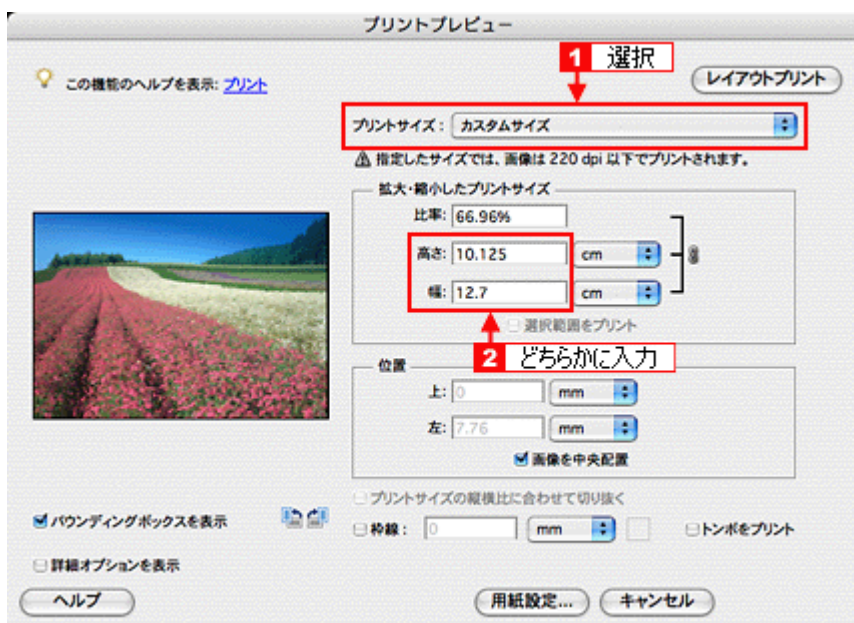 プリントプレビュー
1 選択
この機能のヘルプを表示: プリント
レイアウトプリント
プリントサイズ: カスタムサイズ
指定したサイズでは、画像は 220 dpi 以下でプリントされます。
拡大・縮小したプリントサイズ
比率: 66.96%
高さ: 10.125 cm
幅: 12.7 cm
選択範囲をプリント
2 どちらかに入力
位置
上: 0 mm
左: 7.76 mm
画像を中央配置
プリントサイズの縦横比に合わせて切り抜く
バウンディングボックスを表示
枠線: 0 mm
トンボをプリント
詳細オプションを表示
ヘルプ
用紙設定...
キャンセル